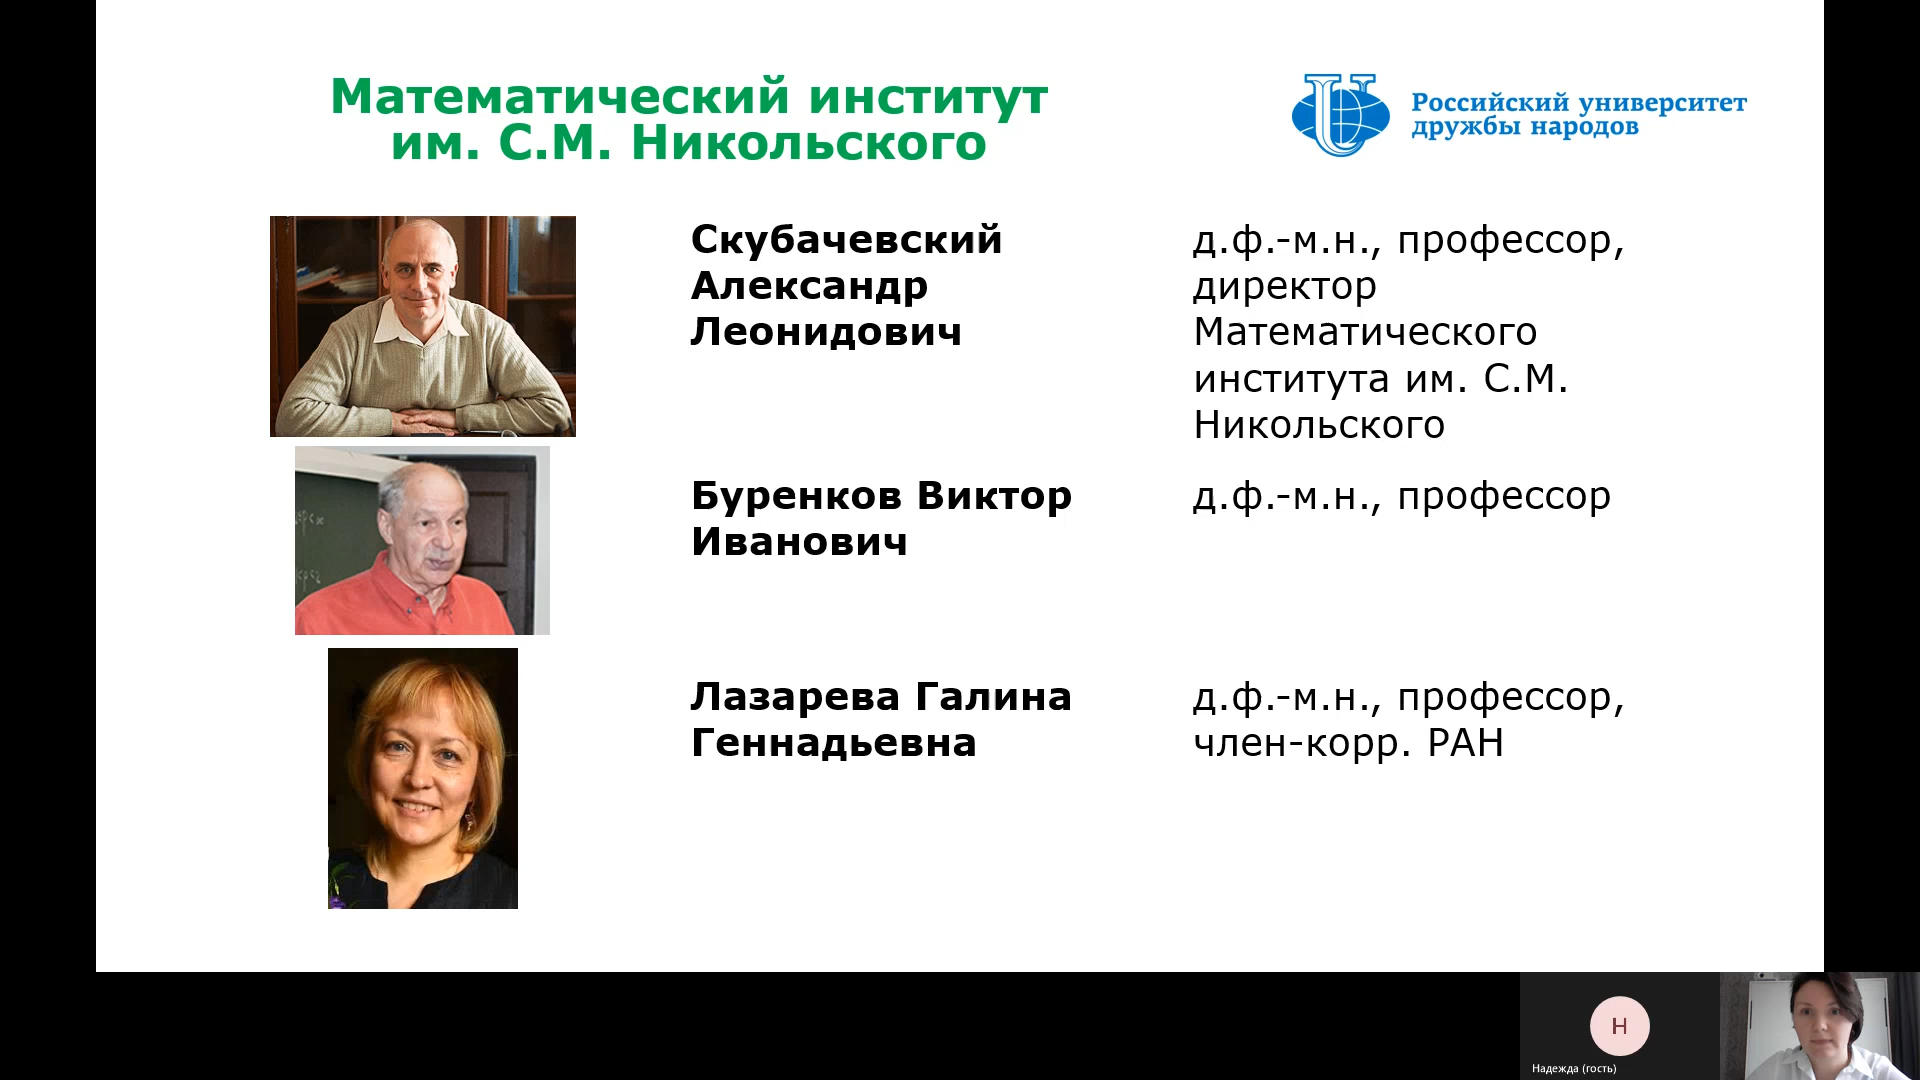 Математический институт
им. С.М. Никольского
Российский университет
дружбы народов
Скубачевский
Александр
Леонидович
д.ф.-м.н., профессор,
директор
Математического
института им. С.М.
Никольского
Буренков Виктор
Иванович
д.ф.-м.н., профессор
Лазарева Галина
Геннадьевна
д.ф.-м.н., профессор,
член-корр. РАН
Н
Надежда (гость)